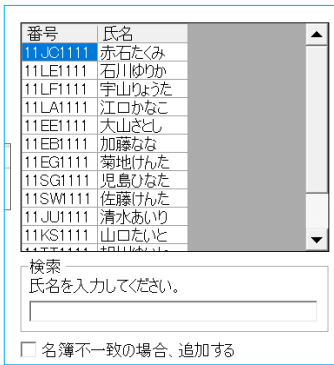 番号 氏名
11JC1111 赤石たくみ
11LE1111 石川ゆりか
11LF1111 宇山りょうた
11LA1111 江口かなこ
11EE1111 大山さとし
11EB1111 加藤なな
11EG1111 菊地けんた
11SG1111 児島ひなた
11SW1111 佐藤けんた
11JU1111 清水あいり
11KS1111 山口たいと
検索
氏名を入力してください。
名簿不一致の場合、追加する